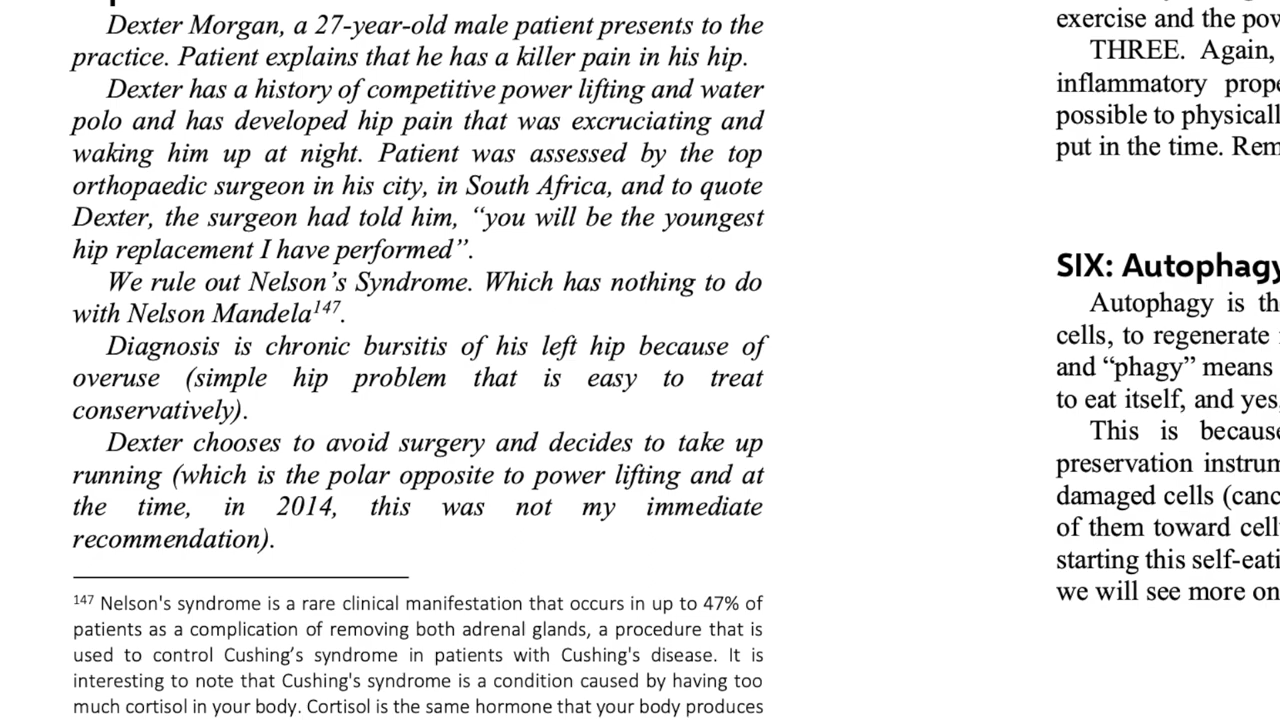 Dexter Morgan, a 27-year-old male patient presents to the
practice. Patient explains that he has a killer pain in his hip.
Dexter has a history of competitive power lifting and water
polo and has developed hip pain that was excruciating and
waking him up at night. Patient was assessed by the top
orthopaedic surgeon in his city, in South Africa, and to quote
Dexter, the surgeon had told him, “you will be the youngest
hip replacement I have performed”.
We rule out Nelson’s Syndrome. Which has nothing to do
with Nelson Mandela¹⁴⁷.
Diagnosis is chronic bursitis of his left hip because of
overuse (simple hip problem that is easy to treat
conservatively).
Dexter chooses to avoid surgery and decides to take up
running (which is the polar opposite to power lifting and at
the time, in 2014, this was not my immediate
recommendation).
¹⁴⁷ Nelson's syndrome is a rare clinical manifestation that occurs in up to 47% of
patients as a complication of removing both adrenal glands, a procedure that is
used to control Cushing’s syndrome in patients with Cushing's disease. It is
interesting to note that Cushing's syndrome is a condition caused by having too
much cortisol in your body. Cortisol is the same hormone that your body produces
exercise and the pow
THREE. Again,
inflammatory prope
possible to physicall
put in the time. Rem
SIX: Autophagy
Autophagy is th
cells, to regenerate
and “phagy” means
to eat itself, and yes,
This is because
preservation instrum
damaged cells (canc
of them toward cell
starting this self-eati
we will see more on